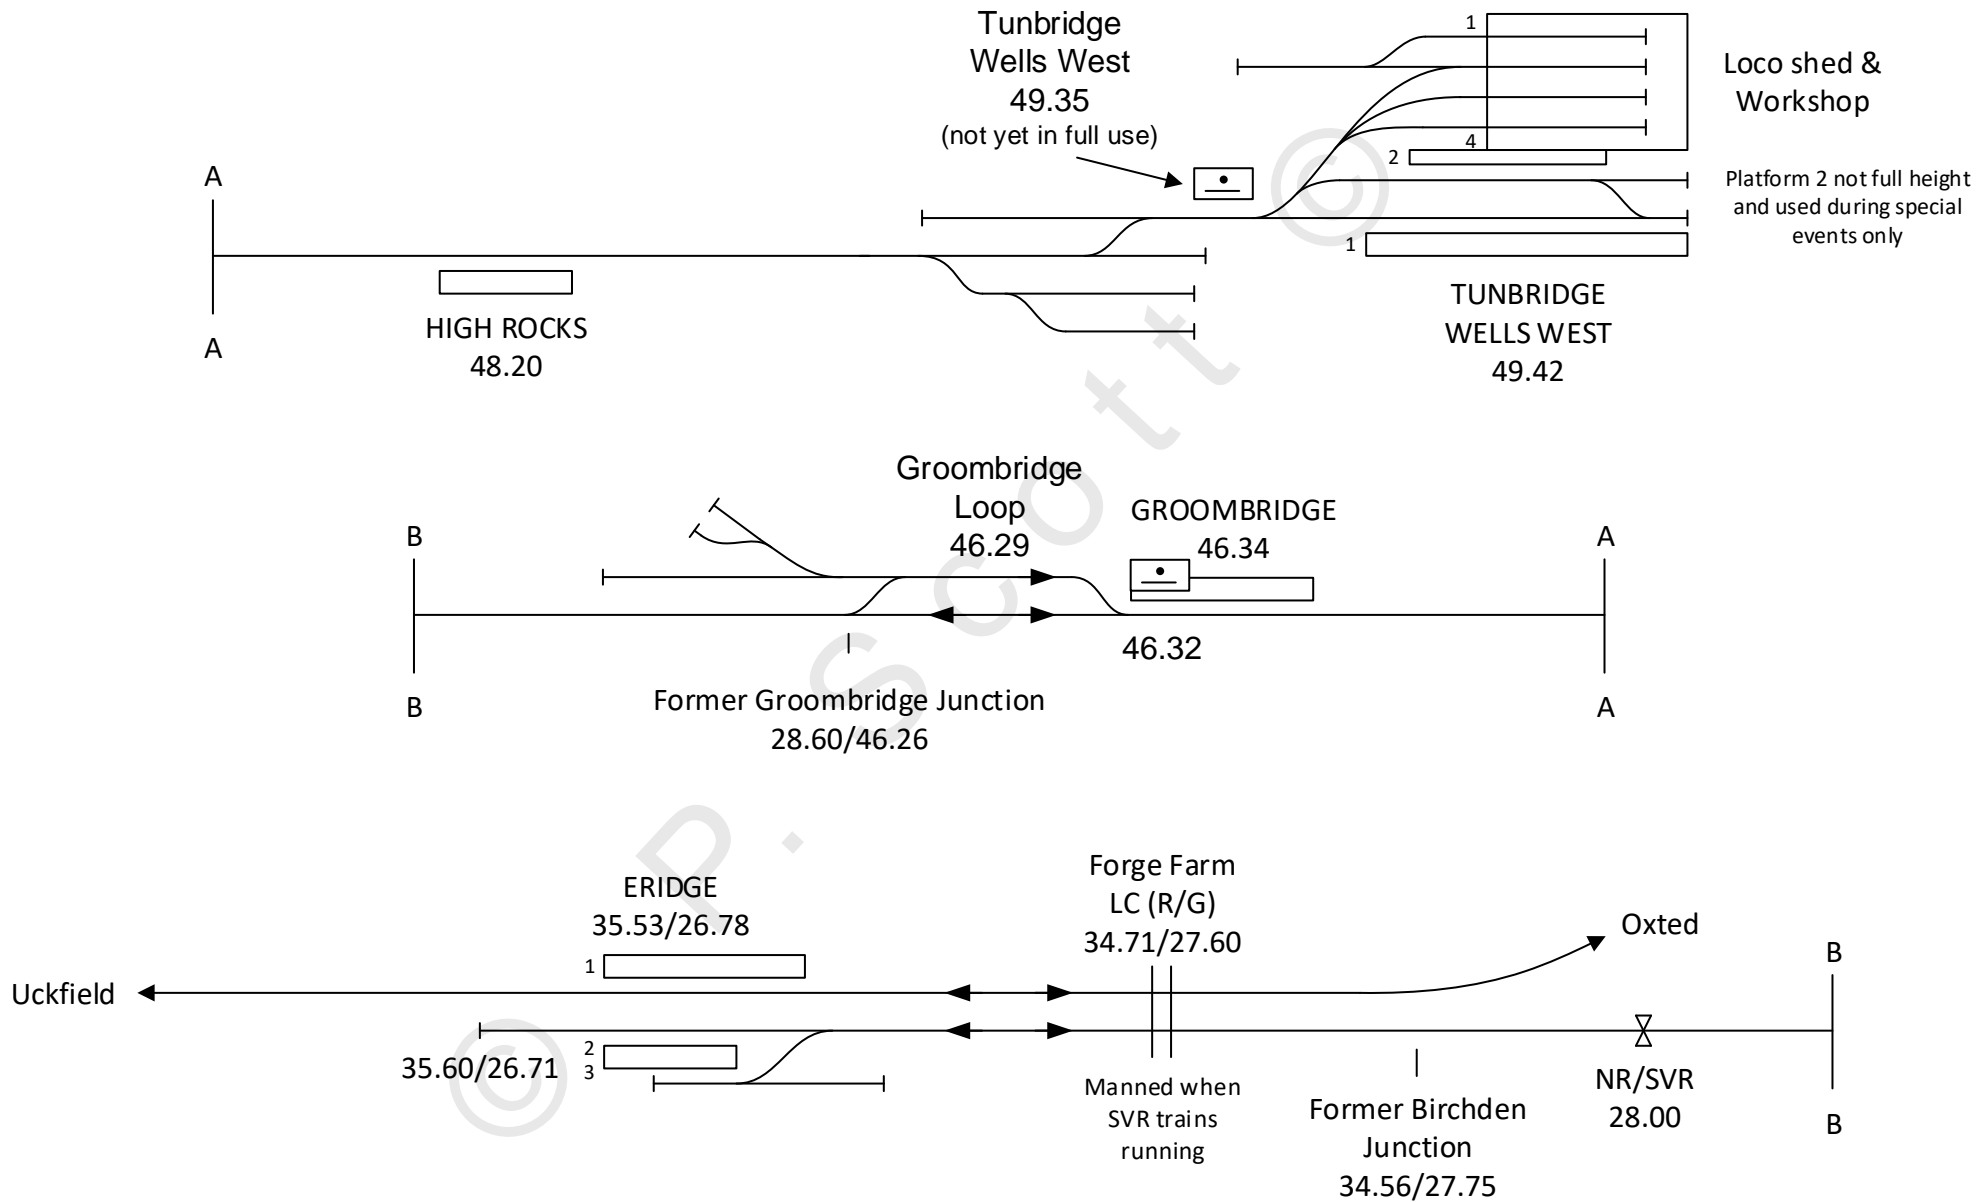 Tunbridge
Wells West
49.35
(not yet in full use)
1
4
2
1
Loco shed &
Workshop
Platform 2 not full height
and used during special
events only
A
A
HIGH ROCKS
48.20
TUNBRIDGE
WELLS WEST
49.42
Groombridge
Loop
46.29
GROOMBRIDGE
46.34
B
B
A
A
46.32
Former Groombridge Junction
28.60/46.26
ERIDGE
35.53/26.78
1
Forge Farm
LC (R/G)
34.71/27.60
Oxted
B
B
Uckfield
35.60/26.71
2
3
Manned when
SVR trains
running
Former Birchden
Junction
34.56/27.75
NR/SVR
28.00
© P. Scott ©